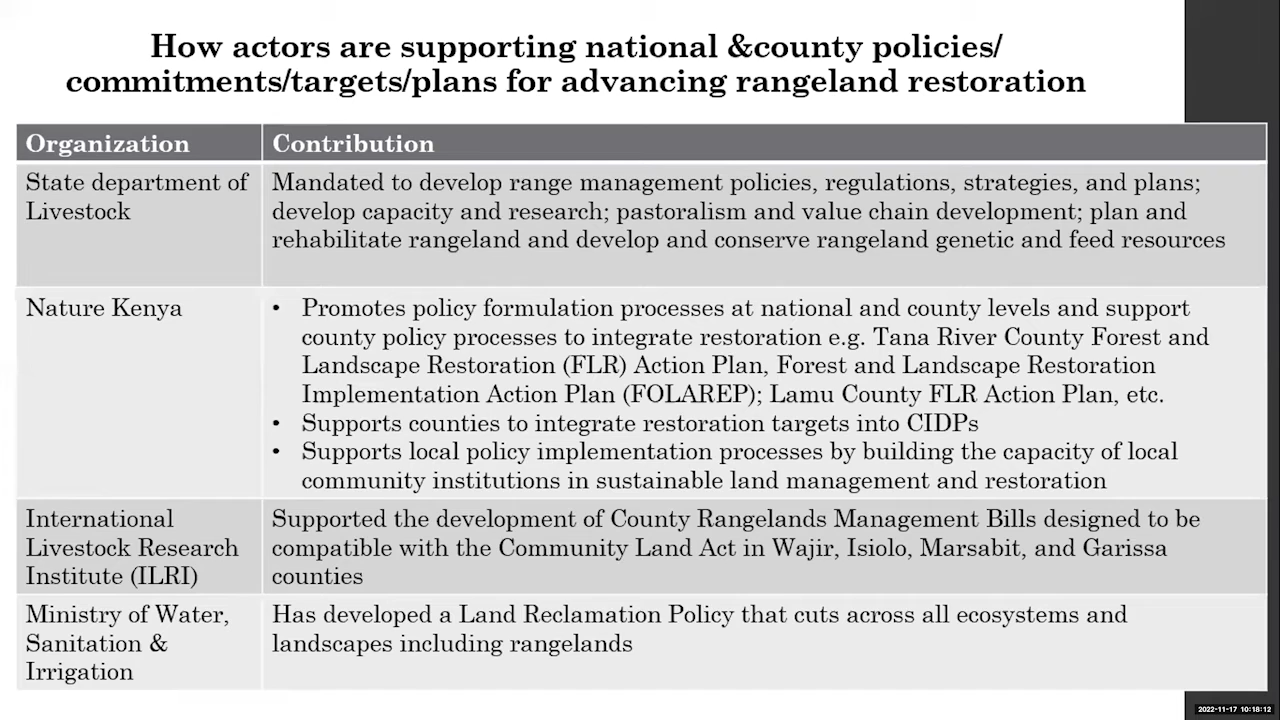 How actors are supporting national &county policies/
commitments/targets/plans for advancing rangeland restoration
Organization
Contribution
State department of
Livestock
Mandated to develop range management policies, regulations, strategies, and plans;
develop capacity and research; pastoralism and value chain development; plan and
rehabilitate rangeland and develop and conserve rangeland genetic and feed resources
Nature Kenya
• Promotes policy formulation processes at national and county levels and support
county policy processes to integrate restoration e.g. Tana River County Forest and
Landscape Restoration (FLR) Action Plan, Forest and Landscape Restoration
Implementation Action Plan (FOLAREP); Lamu County FLR Action Plan, etc.
• Supports counties to integrate restoration targets into CIDPs
• Supports local policy implementation processes by building the capacity of local
community institutions in sustainable land management and restoration
International
Livestock Research
Institute (ILRI)
Supported the development of County Rangelands Management Bills designed to be
compatible with the Community Land Act in Wajir, Isiolo, Marsabit, and Garissa
counties
Ministry of Water,
Sanitation &
Irrigation
Has developed a Land Reclamation Policy that cuts across all ecosystems and
landscapes including rangelands
2022-11-17 10:18:12